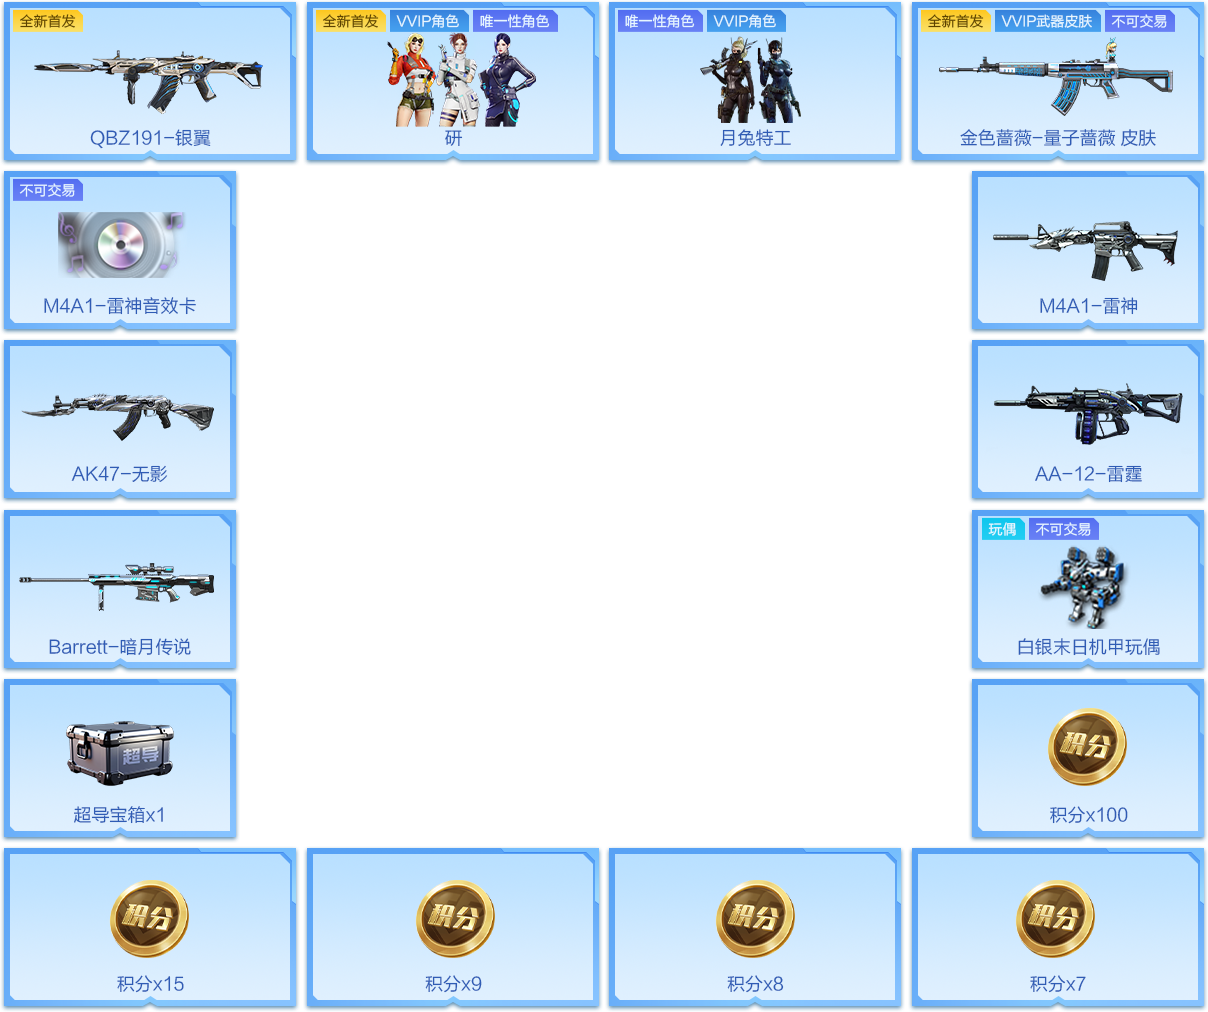 全新首发
QBZ191-银翼
全新首发 VVIP角色 唯一性角色
研
唯一性角色 VVIP角色
月兔特工
全新首发 VVIP武器皮肤 不可交易
金色蔷薇-量子蔷薇 皮肤
不可交易
M4A1-雷神音效卡
M4A1-雷神
AK47-无影
AA-12-雷霆
Barrett-暗月传说
玩偶 不可交易
白银末日机甲玩偶
超导
超导宝箱x1
积分
积分x100
积分
积分x15
积分
积分x9
积分
积分x8
积分
积分x7